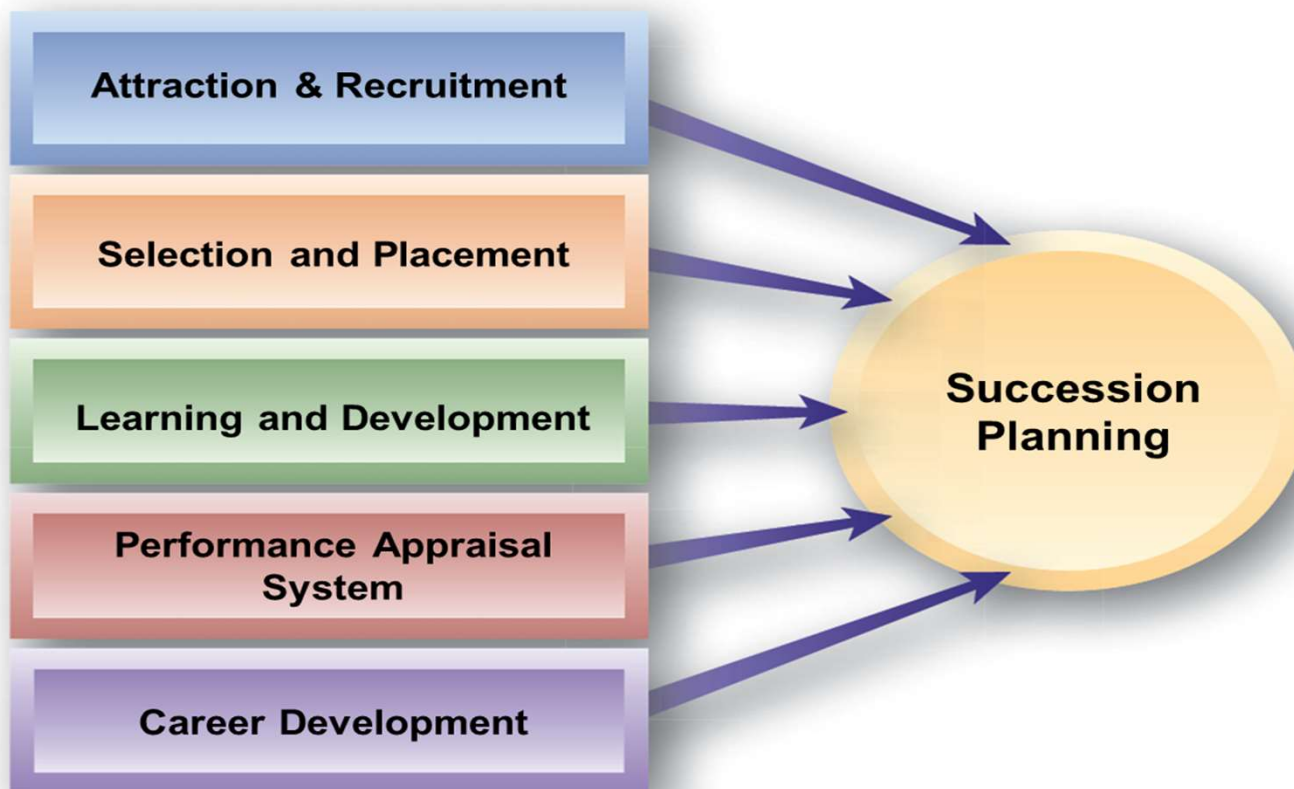 Attraction & Recruitment
Selection and Placement
Learning and Development
Performance Appraisal
System
Career Development
Succession
Planning